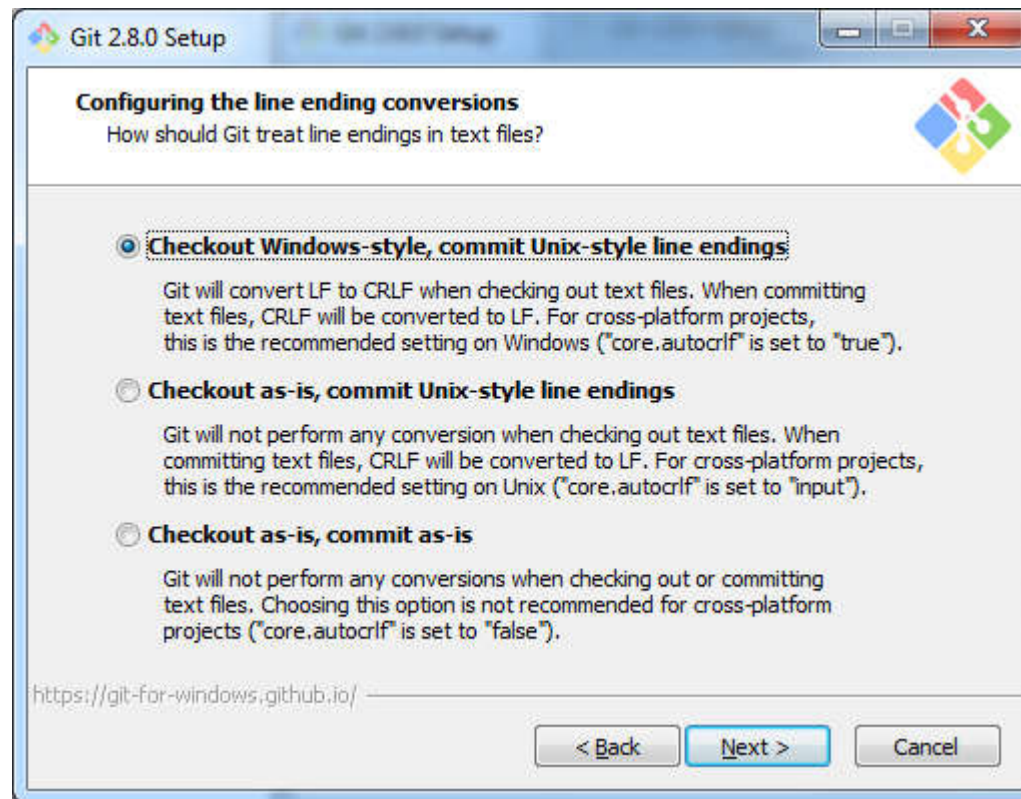 Git 2.8.0 Setup
Configuring the line ending conversions
How should Git treat line endings in text files?
Checkout Windows-style, commit Unix-style line endings
Git will convert LF to CRLF when checking out text files. When committing
text files, CRLF will be converted to LF. For cross-platform projects,
this is the recommended setting on Windows ("core.autocrlf" is set to "true").
Checkout as-is, commit Unix-style line endings
Git will not perform any conversion when checking out text files. When
committing text files, CRLF will be converted to LF. For cross-platform projects,
this is the recommended setting on Unix ("core.autocrlf" is set to "input").
Checkout as-is, commit as-is
Git will not perform any conversions when checking out or committing
text files. Choosing this option is not recommended for cross-platform
projects ("core.autocrlf" is set to "false").
https://git-for-windows.github.io/
< Back Next > Cancel